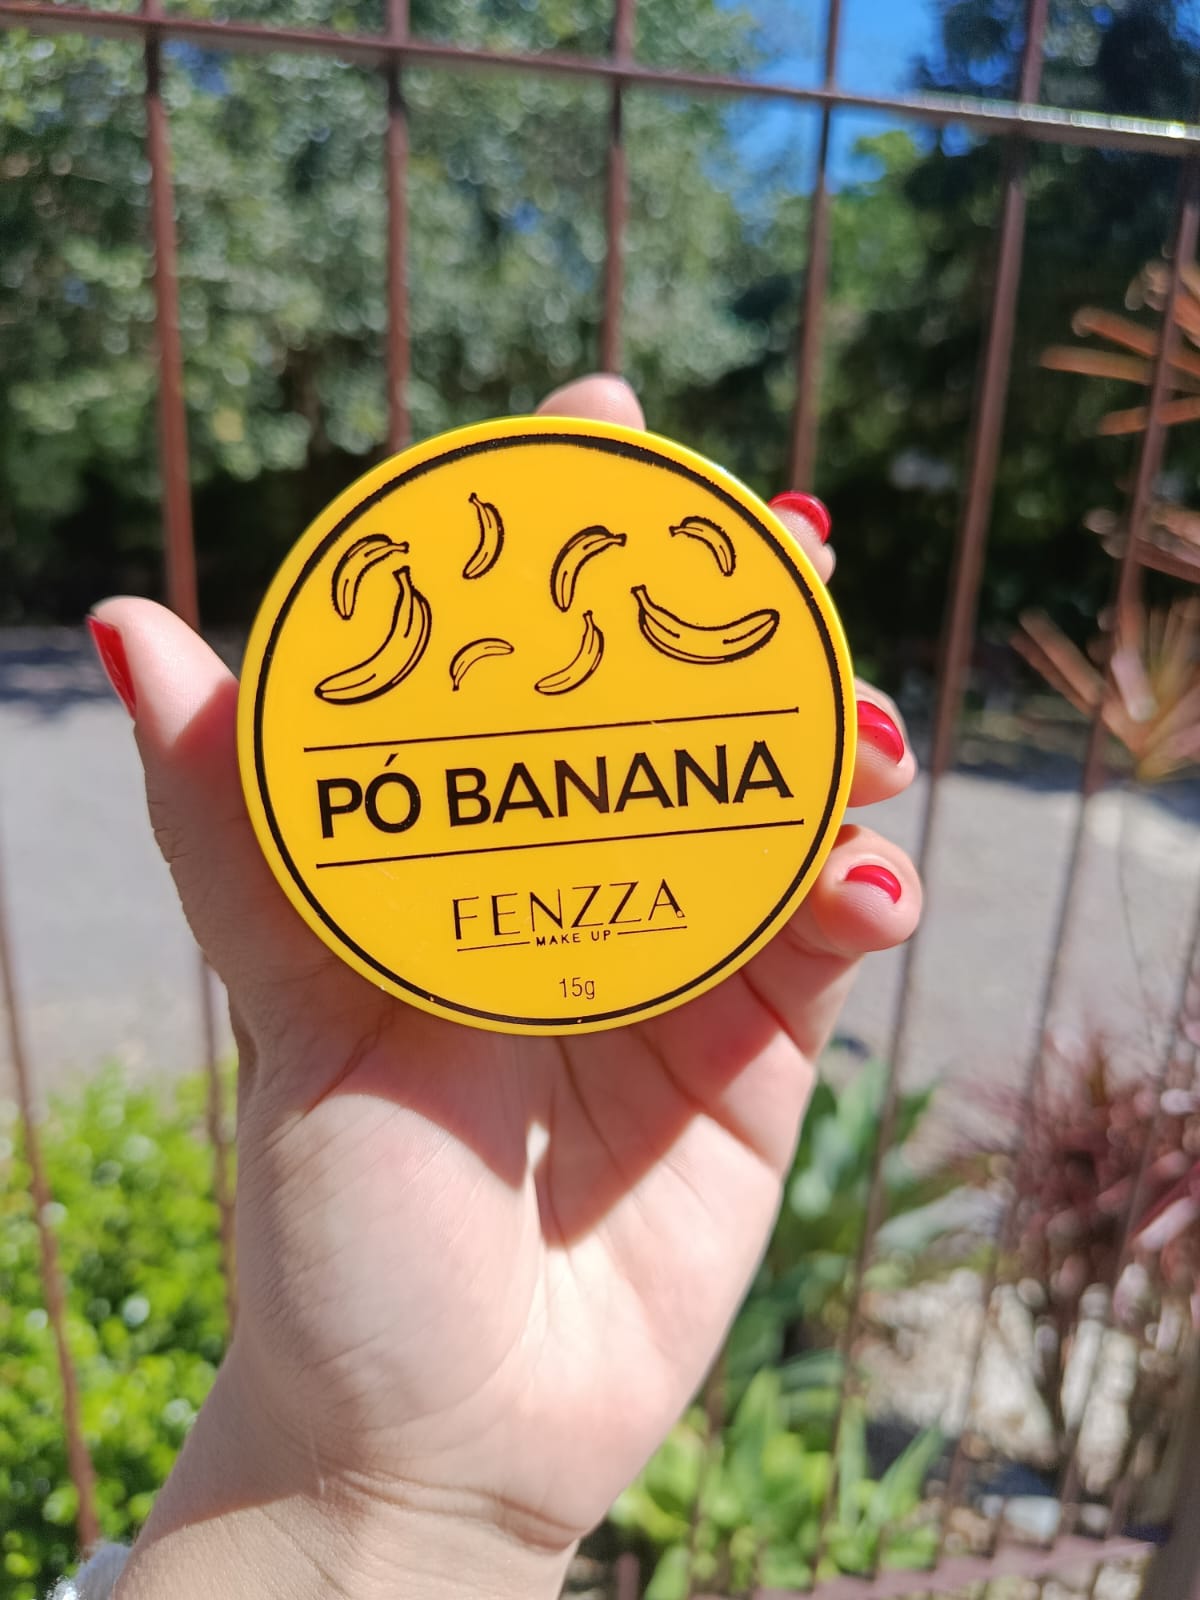 PÓ BANANA
FENZZA
MAKE UP
15g